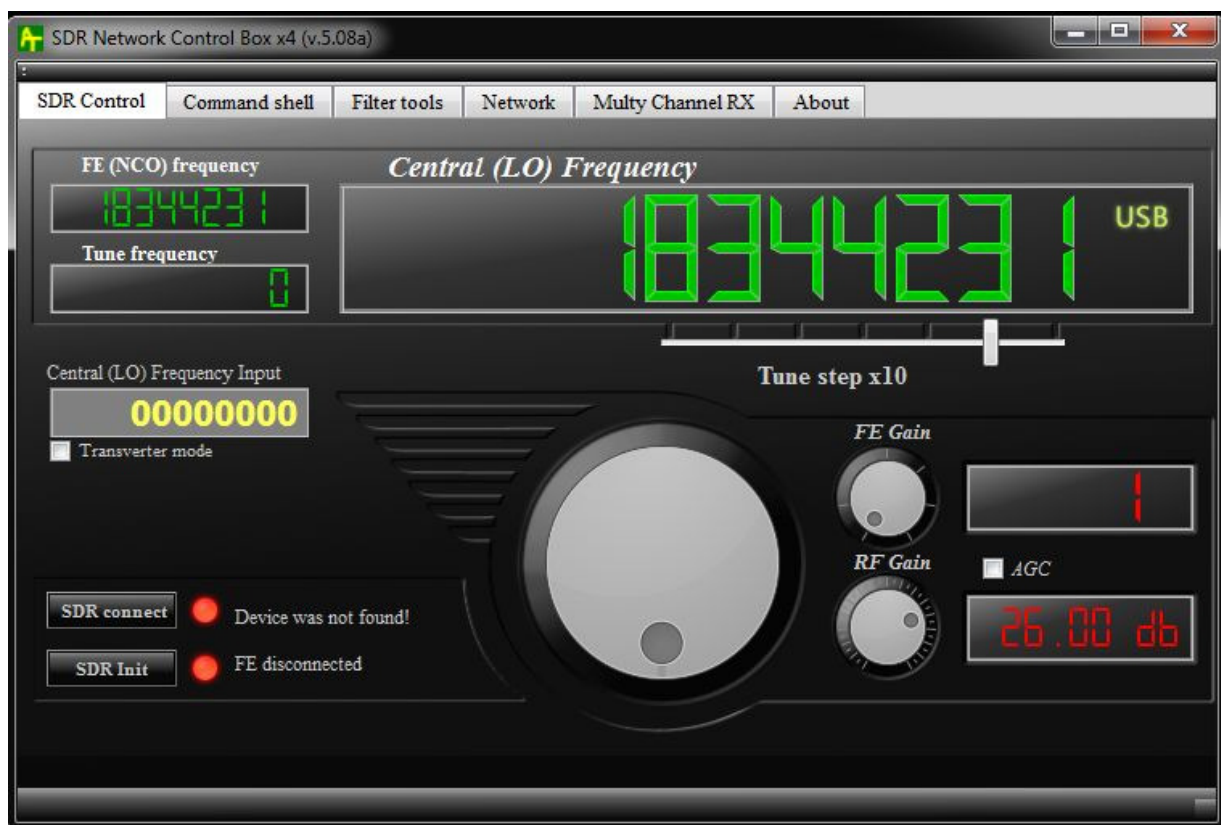 SDR Network Control Box x4 (v.5.08a)
SDR Control Command shell Filter tools Network Multy Channel RX About
FE (NCO) frequency
18344231
Tune frequency
0
Central (LO) Frequency
18344231 USB
Tune step x10
Central (LO) Frequency Input
00000000
Transverter mode
FE Gain
1
RF Gain
AGC
26.00 db
SDR connect Device was not found!
SDR Init FE disconnected